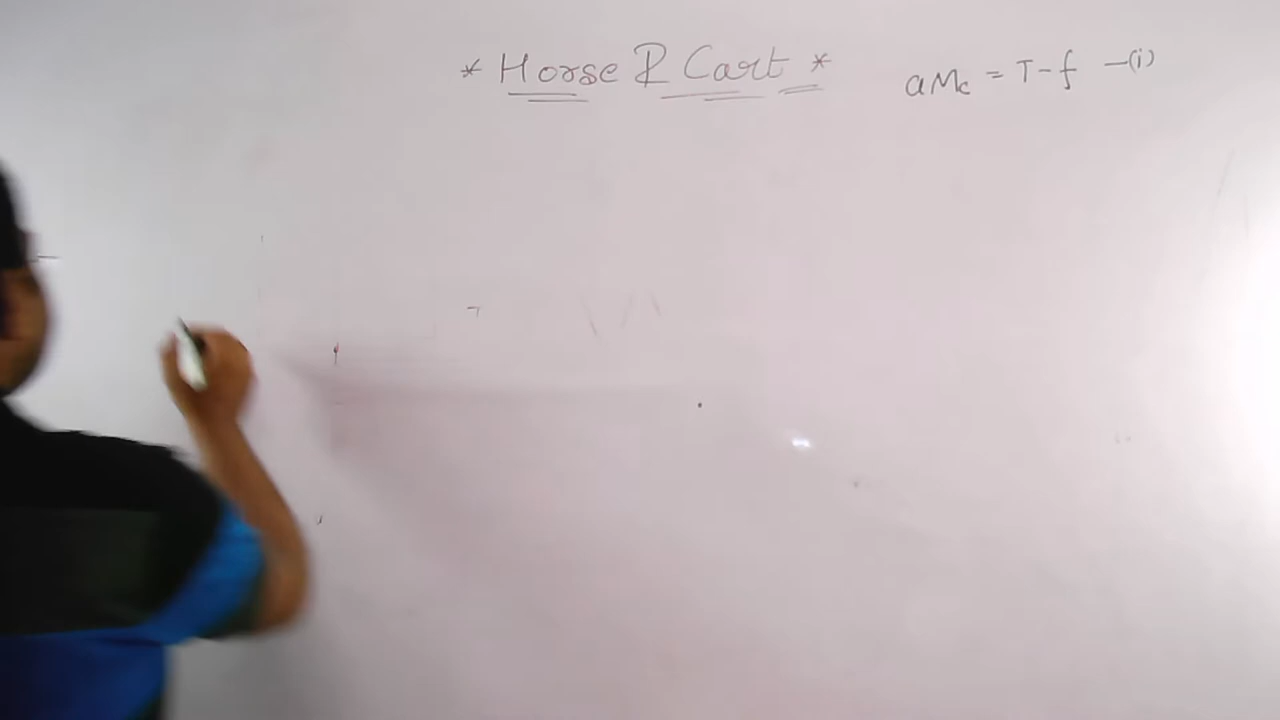 * Horse & Cart *
aMc = T - f —(i)